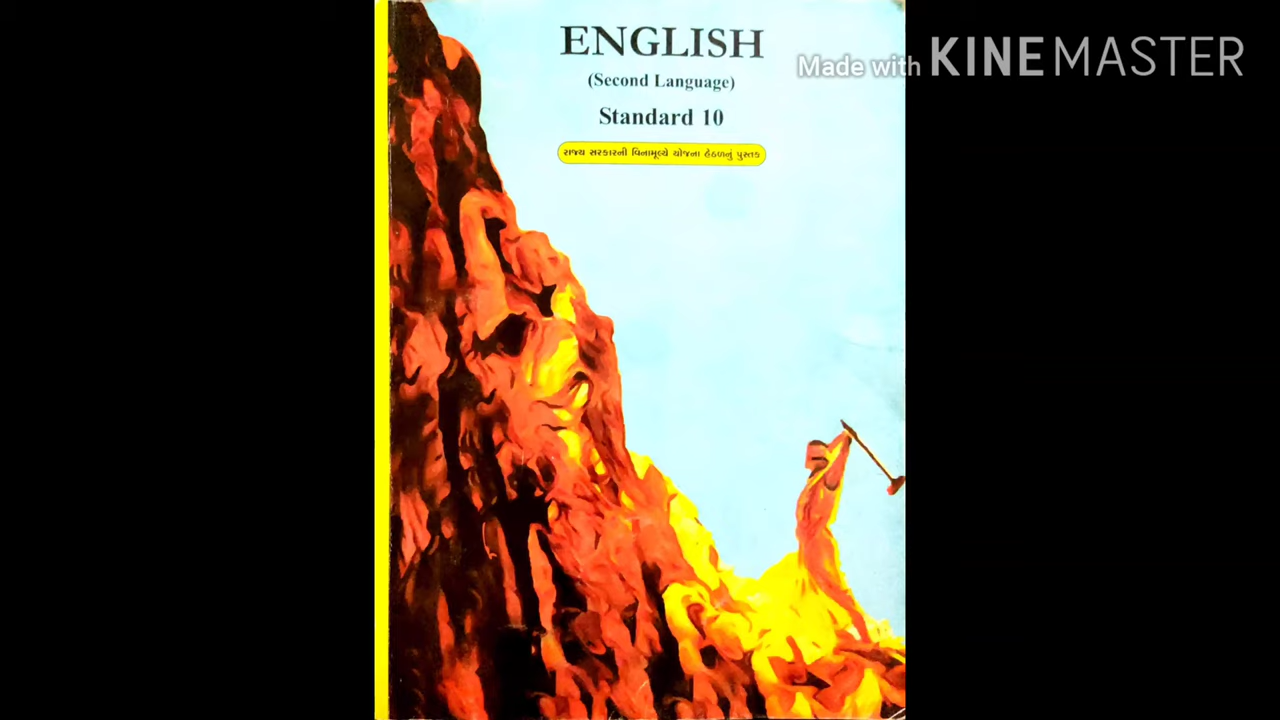 ENGLISH
(Second Language)
Standard 10
રાજ્ય સરકારની વિનામૂલ્યે યોજના હેઠળનું પુસ્તક
Made with KINEMASTER